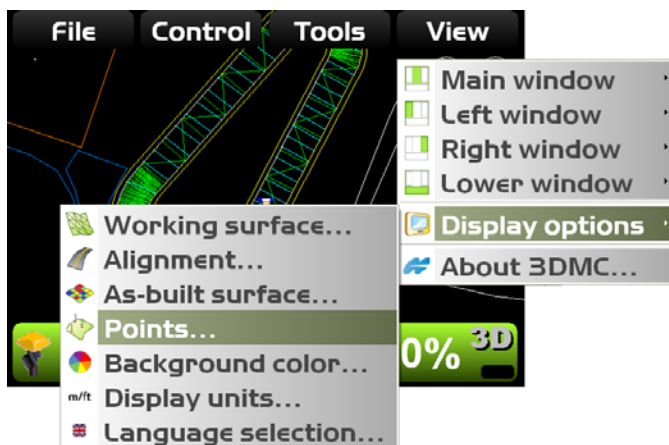 File Control Tools View
Main window
Left window
Right window
Lower window
Display options
About 3DMC...
Working surface...
Alignment...
As-built surface...
Points...
Background color...
m/ft Display units...
Language selection...
0% 3D